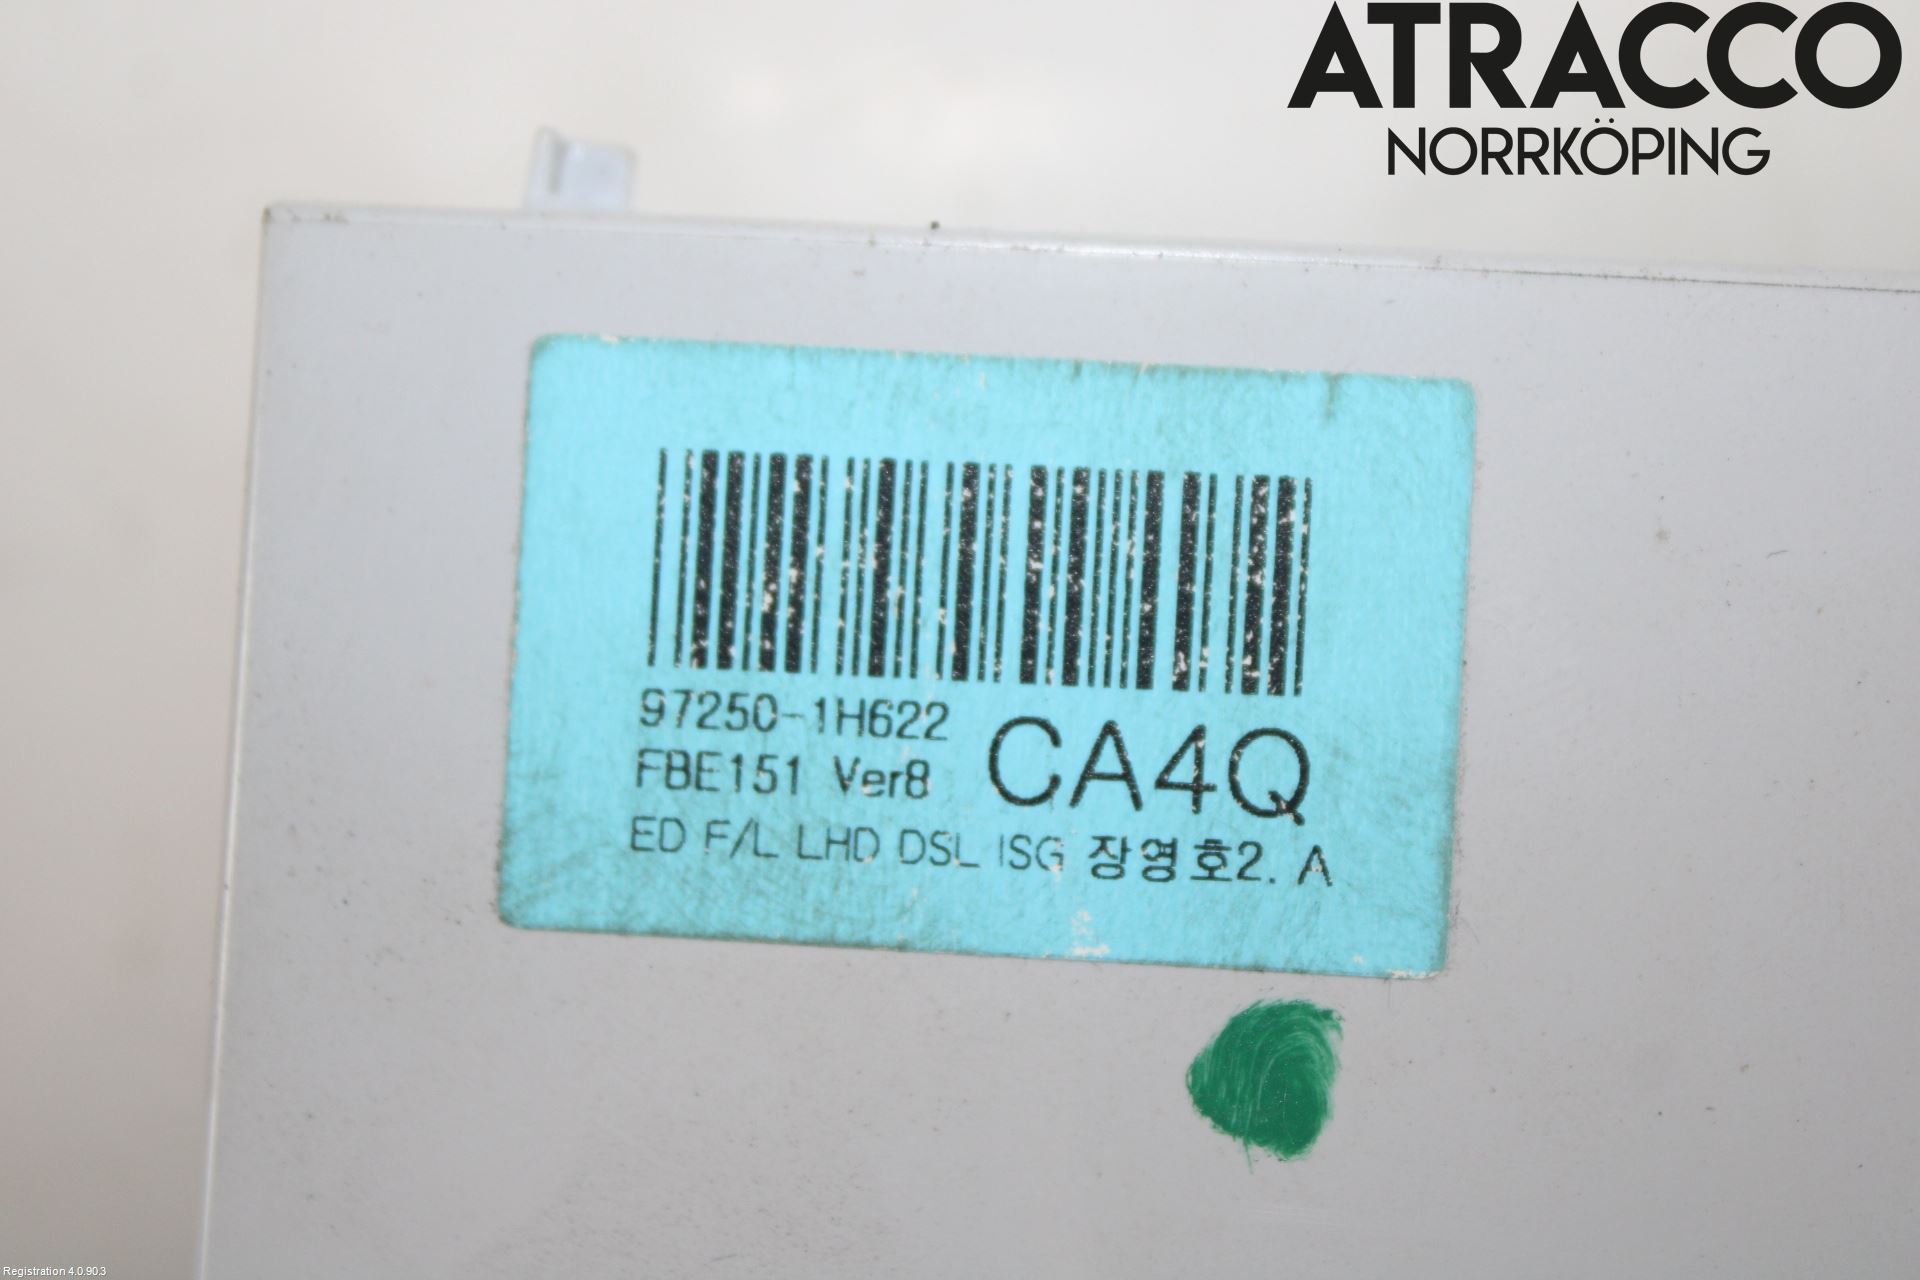 ATRACCO
NORRKÖPING
97250-1H622
FBE151 Ver8
CA4Q
ED F/L LHD DSL ISG 장영호2. A
Registration 4.0.90.3